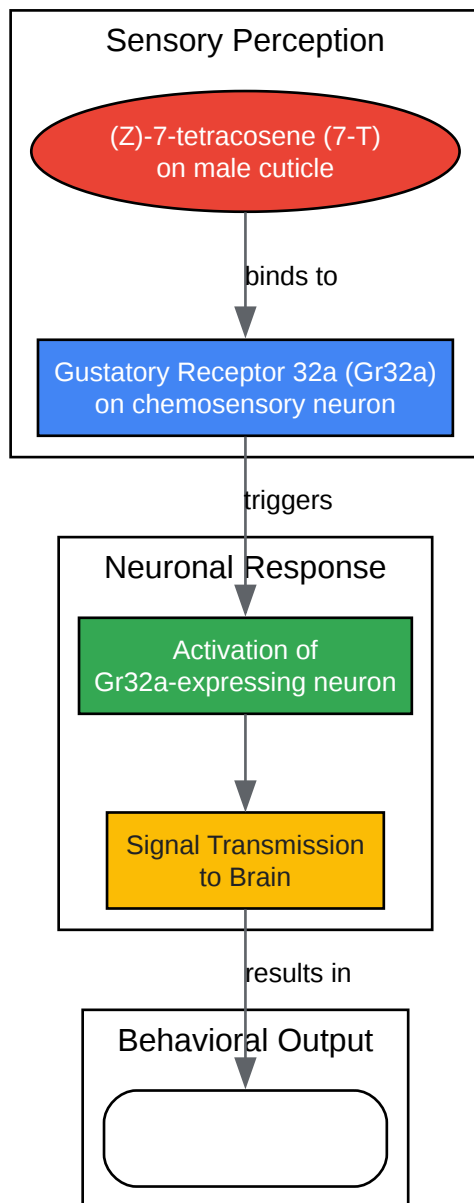 Sensory Perception
(Z)-7-tetracosene (7-T)
on male cuticle
binds to
Gustatory Receptor 32a (Gr32a)
on chemosensory neuron
triggers
Neuronal Response
Activation of
Gr32a-expressing neuron
Signal Transmission
to Brain
results in
Behavioral Output